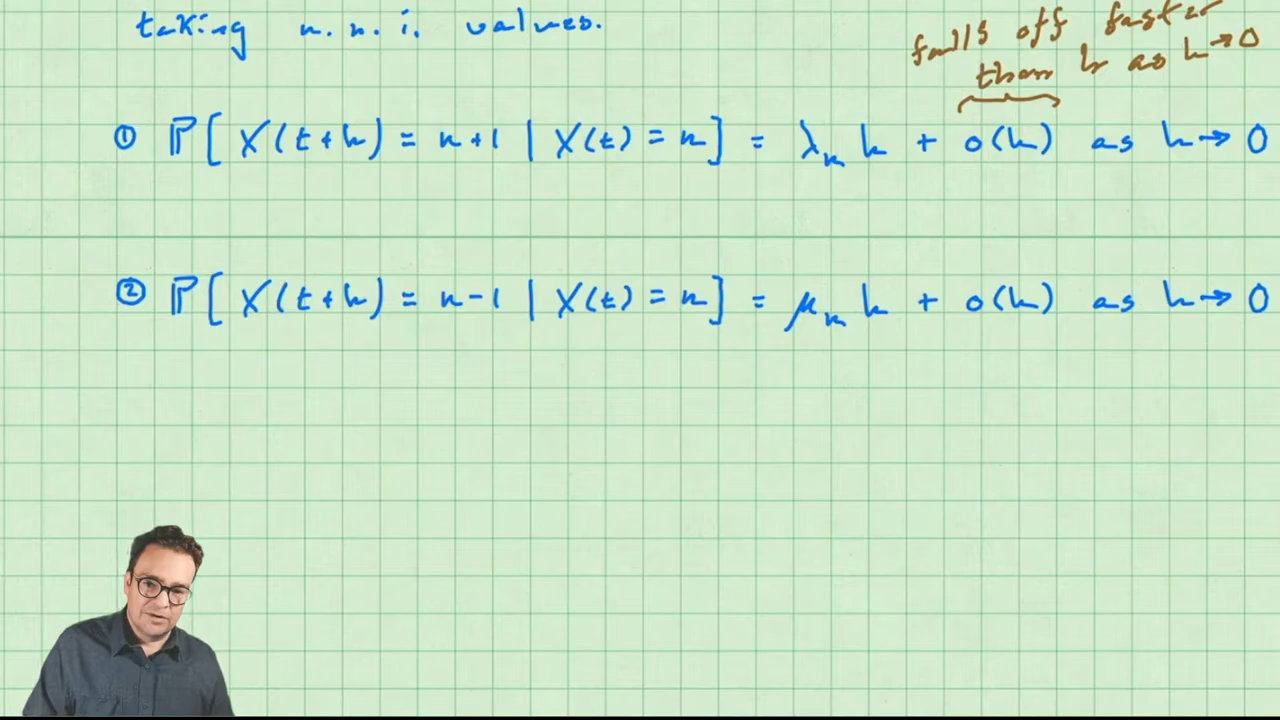 taking n.n.i. values.
falls off faster
than h as h→0
① ℙ[X(t+h) = n+1 | X(t) = n] = λₙ h + o(h) as h→0
② ℙ[X(t+h) = n-1 | X(t) = n] = μₙ h + o(h) as h→0